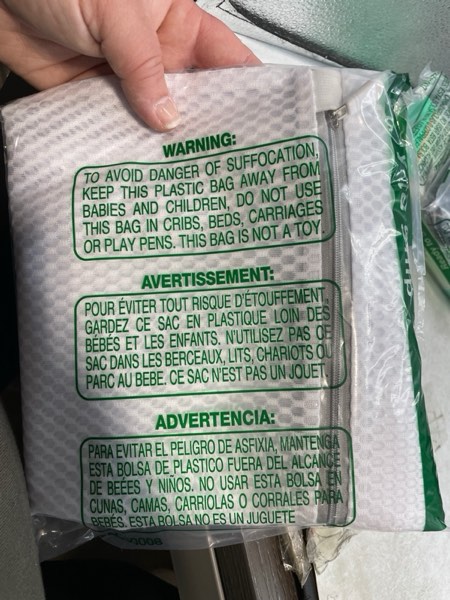 WARNING:
TO AVOID DANGER OF SUFFOCATION,
KEEP THIS PLASTIC BAG AWAY FROM
BABIES AND CHILDREN, DO NOT USE
THIS BAG IN CRIBS, BEDS, CARRIAGES
OR PLAY PENS. THIS BAG IS NOT A TOY
AVERTISSEMENT:
POUR ÉVITER TOUT RISQUE D'ÉTOUFFEMENT,
GARDEZ CE SAC EN PLASTIQUE LOIN DES
BÉBÉS ET LES ENFANTS, N'UTILISEZ PAS
SAC DANS LES BERCEAUX, LITS, CHARIOTS OU
PARC AU BEBE. CE SAC N'EST PAS UN JOUET.
ADVERTENCIA:
PARA EVITAR EL PELIGRO DE ASFIXIA, MANTENGA
ESTA BOLSA DE PLASTICO FUERA DEL ALCANCE
DE BEÉES Y NIÑOS. NO USAR ESTA BOLSA EN
CUNAS, CAMAS, CARRIOLAS O CORRALES PARA
BEBÉS. ESTA BOLSA NO ES UN JUGUETE